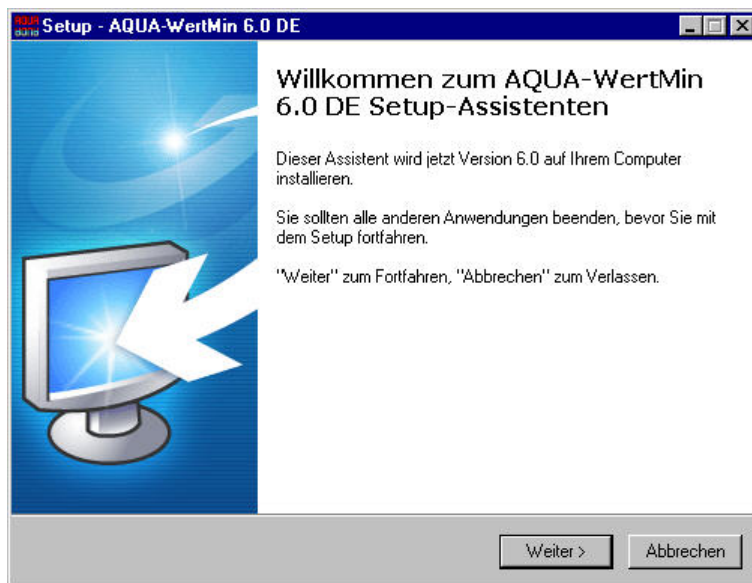 Setup - AQUA-WertMin 6.0 DE
Willkommen zum AQUA-WertMin
6.0 DE Setup-Assistenten
Dieser Assistent wird jetzt Version 6.0 auf Ihrem Computer
installieren.
Sie sollten alle anderen Anwendungen beenden, bevor Sie mit
dem Setup fortfahren.
"Weiter" zum Fortfahren, "Abbrechen" zum Verlassen.
Weiter >
Abbrechen